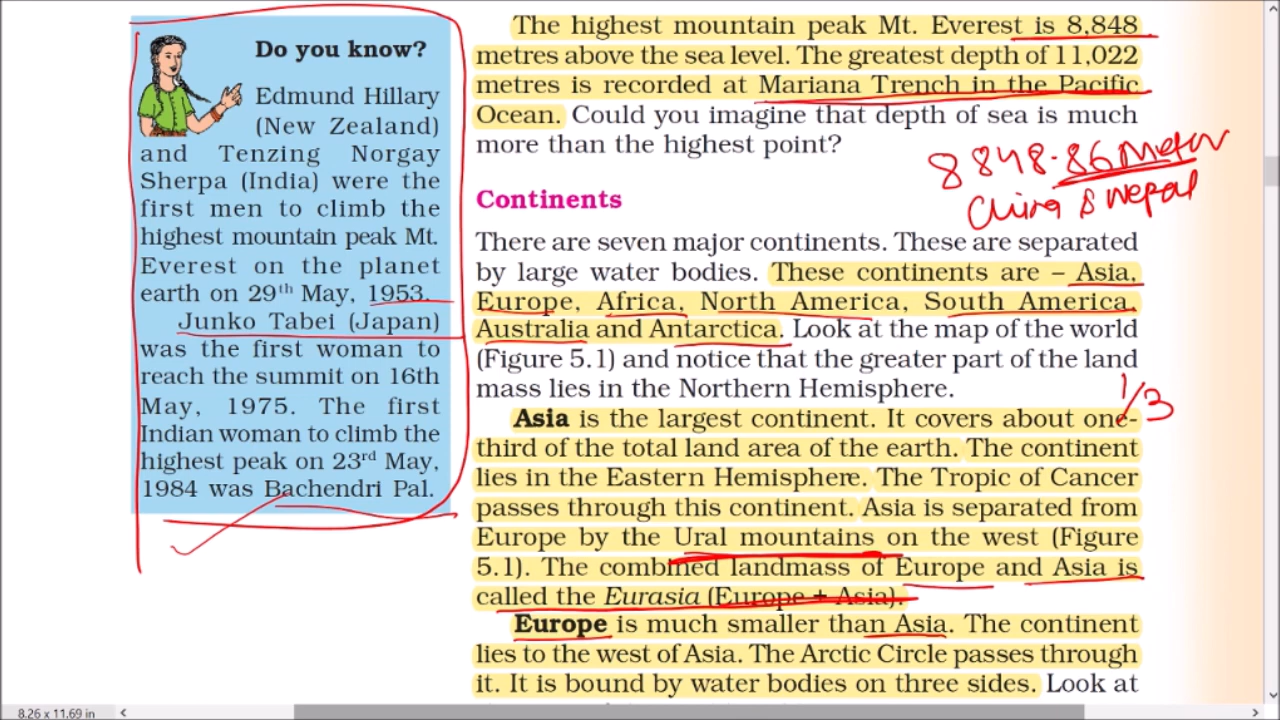 Do you know?
Edmund Hillary
(New Zealand)
and Tenzing Norgay
Sherpa (India) were the
first men to climb the
highest mountain peak Mt.
Everest on the planet
earth on 29th May, 1953.
Junko Tabei (Japan)
was the first woman to
reach the summit on 16th
May, 1975. The first
Indian woman to climb the
highest peak on 23rd May,
1984 was Bachendri Pal.
The highest mountain peak Mt. Everest is 8,848
metres above the sea level. The greatest depth of 11,022
metres is recorded at Mariana Trench in the Pacific
Ocean. Could you imagine that depth of sea is much
more than the highest point?
8848.86 Meter
China & Nepal
Continents
There are seven major continents. These are separated
by large water bodies. These continents are – Asia,
Europe, Africa, North America, South America,
Australia and Antarctica. Look at the map of the world
(Figure 5.1) and notice that the greater part of the land
mass lies in the Northern Hemisphere.
1/3
Asia is the largest continent. It covers about one-
third of the total land area of the earth. The continent
lies in the Eastern Hemisphere. The Tropic of Cancer
passes through this continent. Asia is separated from
Europe by the Ural mountains on the west (Figure
5.1). The combined landmass of Europe and Asia is
called the Eurasia (Europe + Asia).
Europe is much smaller than Asia. The continent
lies to the west of Asia. The Arctic Circle passes through
it. It is bound by water bodies on three sides. Look at
8.26 x 11.69 in